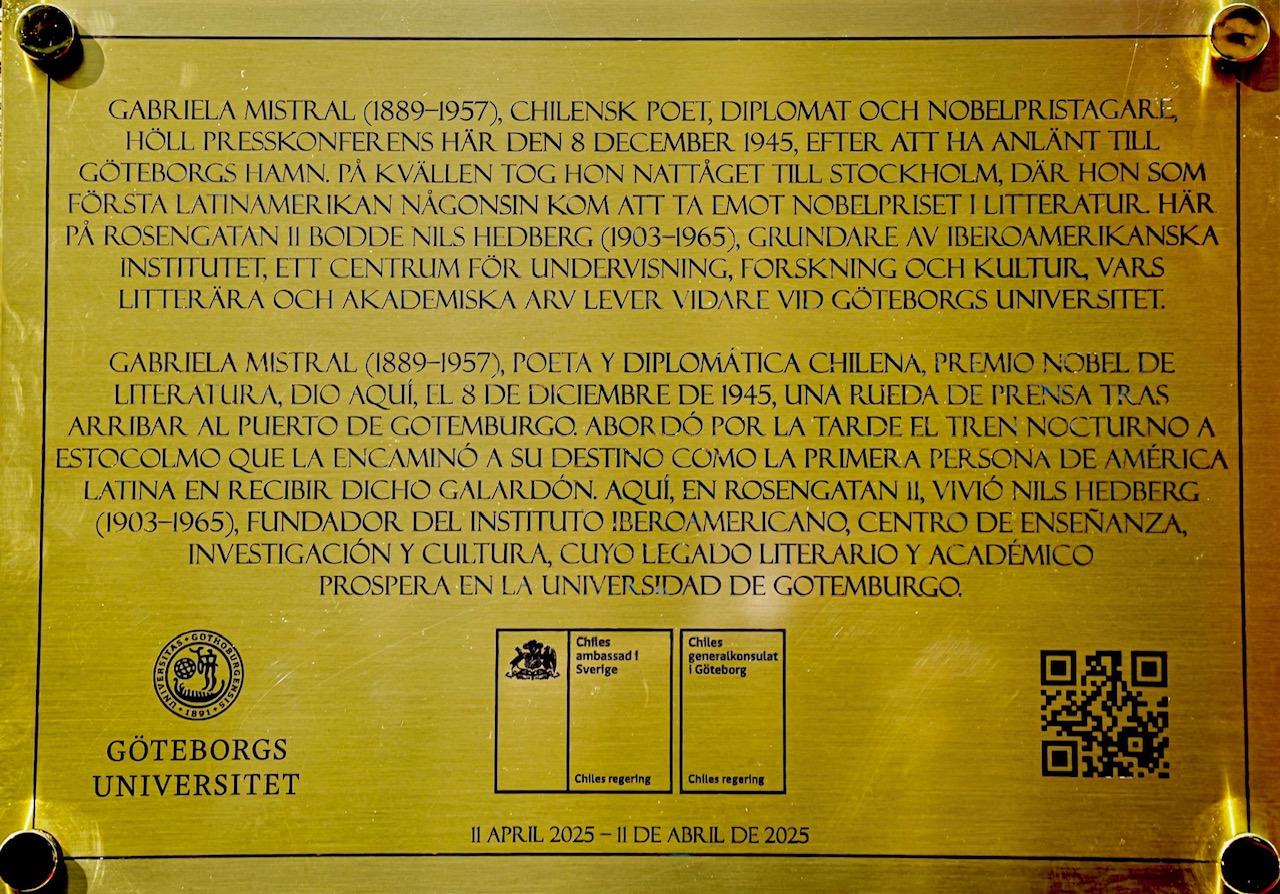 GABRIELA MISTRAL (1889–1957), CHILENSK POET, DIPLOMAT OCH NOBELPRISTAGARE,
HÖLL PRESSKONFERENS HÄR DEN 8 DECEMBER 1945, EFTER ATT HA ANLÄNT TILL
GÖTEBORGS HAMN. PÅ KVÄLLEN TOG HON NATTÅGET TILL STOCKHOLM, DÄR HON SOM
FÖRSTA LATINAMERIKAN NÅGONSIN KOM ATT TA EMOT NOBELPRISET I LITTERATUR. HÄR
PÅ ROSENGATAN 11 BODDE NILS HEDBERG (1903–1965), GRUNDARE AV IBEROAMERIKANSKA
INSTITUTET, ETT CENTRUM FÖR UNDERVISNING, FORSKNING OCH KULTUR, VARS
LITTERÄRA OCH AKADEMISKA ARV LEVER VIDARE VID GÖTEBORGS UNIVERSITET.
GABRIELA MISTRAL (1889–1957), POETA Y DIPLOMÁTICA CHILENA, PREMIO NOBEL DE
LITERATURA, DIO AQUÍ, EL 8 DE DICIEMBRE DE 1945, UNA RUEDA DE PRENSA TRAS
ARRIBAR AL PUERTO DE GOTEMBURGO. ABORDÓ POR LA TARDE EL TREN NOCTURNO A
ESTOCOLMO QUE LA ENCAMINÓ A SU DESTINO COMO LA PRIMERA PERSONA DE AMÉRICA
LATINA EN RECIBIR DICHO GALARDÓN. AQUÍ, EN ROSENGATAN 11, VIVIÓ NILS HEDBERG
(1903–1965), FUNDADOR DEL INSTITUTO IBEROAMERICANO, CENTRO DE ENSEÑANZA,
INVESTIGACIÓN Y CULTURA, CUYO LEGADO LITERARIO Y ACADÉMICO
PROSPERA EN LA UNIVERSIDAD DE GOTEMBURGO.
UNIVERSITAS GOTHOBURGENSIS
1891
GÖTEBORGS
UNIVERSITET
Chiles
ambassad i
Sverige
Chiles regering
Chiles
generalkonsulat
i Göteborg
Chiles regering
11 APRIL 2025 – 11 DE ABRIL DE 2025